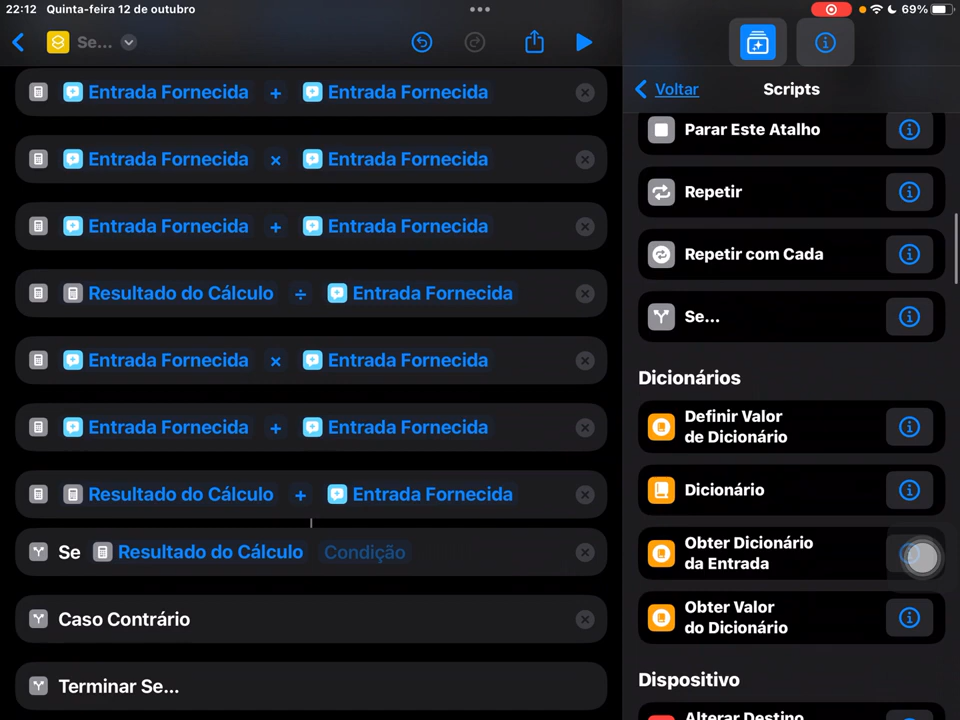 22:12 Quinta-feira 12 de outubro
69%
Se...
Entrada Fornecida + Entrada Fornecida
Entrada Fornecida × Entrada Fornecida
Entrada Fornecida + Entrada Fornecida
Resultado do Cálculo ÷ Entrada Fornecida
Entrada Fornecida × Entrada Fornecida
Entrada Fornecida + Entrada Fornecida
Resultado do Cálculo + Entrada Fornecida
Se Resultado do Cálculo Condição
Caso Contrário
Terminar Se...
Voltar
Scripts
Parar Este Atalho
Repetir
Repetir com Cada
Se...
Dicionários
Definir Valor
de Dicionário
Dicionário
Obter Dicionário
da Entrada
Obter Valor
do Dicionário
Dispositivo
Alterar Destino